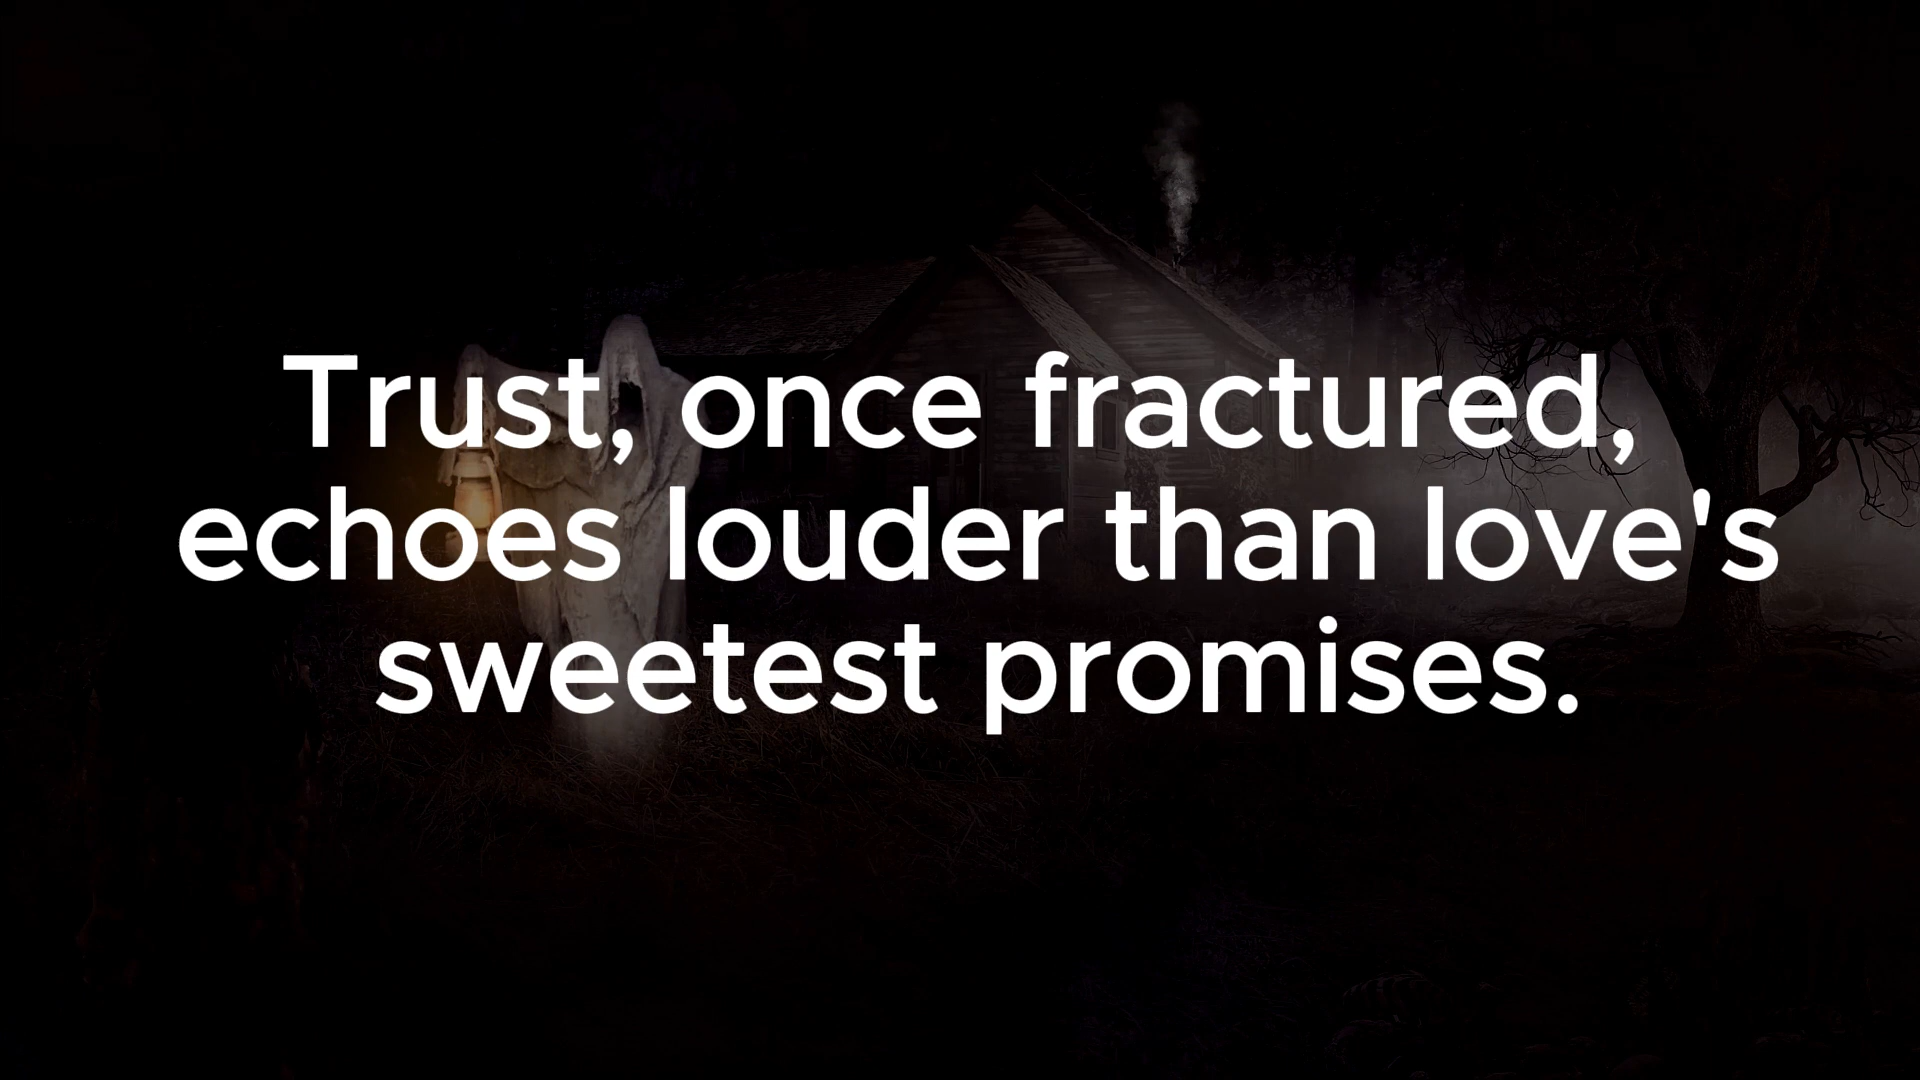 Trust, once fractured,
echoes louder than love's
sweetest promises.